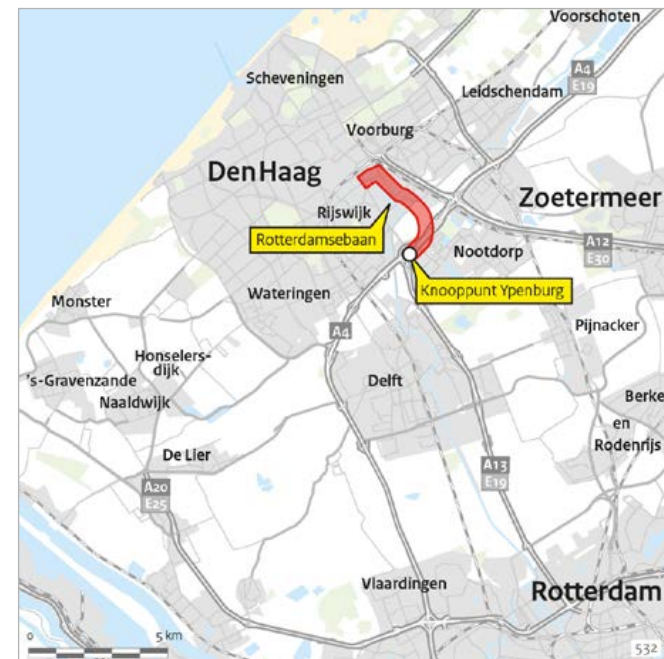 Voorschoten
A4
E19
Scheveningen
Leidschendam
Voorburg
Den Haag
Zoetermeer
Rijswijk
Rotterdamsebaan
Nootdorp
A12
E30
Knooppunt Ypenburg
Wateringen
Monster
A4
Pijnacker
Honselers-
dijk
's-Gravenzande
Delft
Naaldwijk
Berke
en
Rodenrijs
De Lier
A13
E19
A20
E25
Vlaardingen
Rotterdam
0
5 km
532